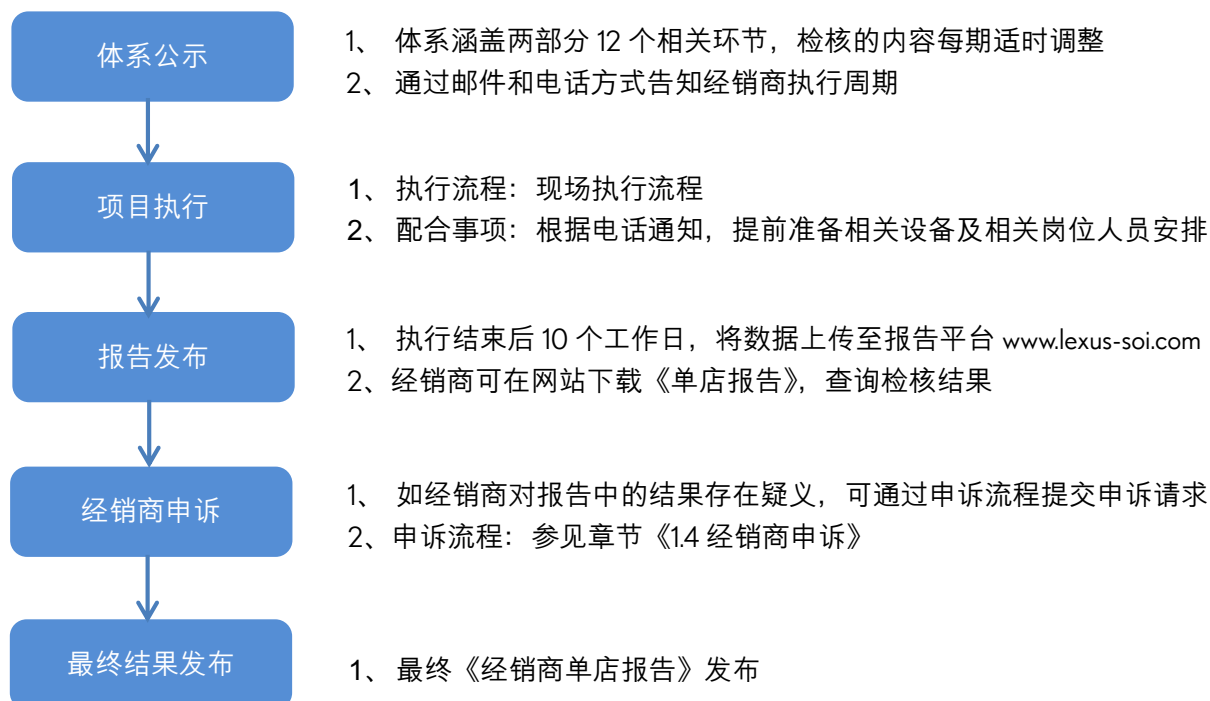 体系公示
1、 体系涵盖两部分 12 个相关环节，检核的内容每期适时调整
2、 通过邮件和电话方式告知经销商执行周期
项目执行
1、 执行流程：现场执行流程
2、 配合事项：根据电话通知，提前准备相关设备及相关岗位人员安排
报告发布
1、 执行结束后 10 个工作日，将数据上传至报告平台 www.lexus-soi.com
2、经销商可在网站下载《单店报告》，查询检核结果
经销商申诉
1、 如经销商对报告中的结果存在疑义，可通过申诉流程提交申诉请求
2、申诉流程：参见章节《1.4 经销商申诉》
最终结果发布
1、 最终《经销商单店报告》发布